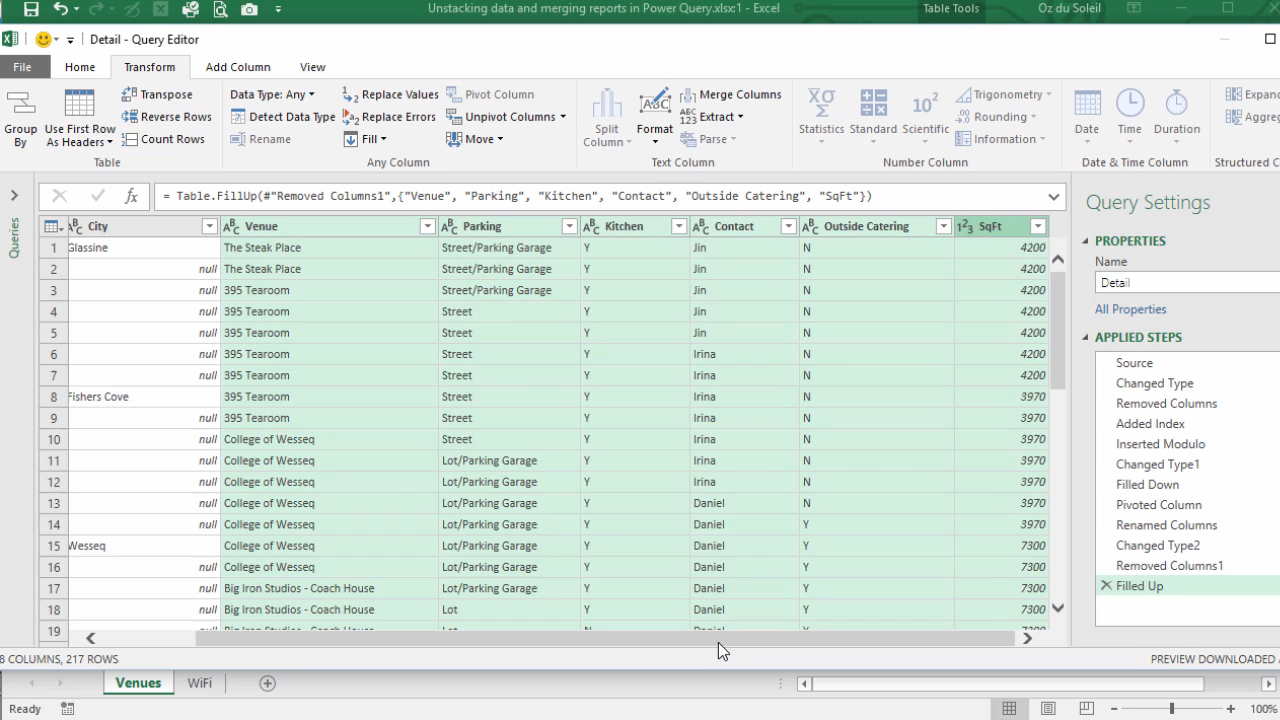 Unstacking data and merging reports in Power Query.xlsx1 - Excel Table Tools Oz du Soleil
Detail - Query Editor
File Home Transform Add Column View
Transpose Data Type: Any Replace Values Pivot Column Merge Columns Trigonometry Expan
Reverse Rows Detect Data Type Replace Errors Unpivot Columns Extract Rounding Aggreg
Group By Use First Row As Headers Count Rows Rename Fill Move Split Column Format Parse Statistics Standard Scientific Information Date Time Duration
Table Any Column Text Column Number Column Date & Time Column Structured C
= Table.FillUp(#"Removed Columns1",{"Venue", "Parking", "Kitchen", "Contact", "Outside Catering", "SqFt"})
City Venue Parking Kitchen Contact Outside Catering SqFt
1 Glassine The Steak Place Street/Parking Garage Y Jin N 4200
2 null The Steak Place Street/Parking Garage Y Jin N 4200
3 null 395 Tearoom Street/Parking Garage Y Jin N 4200
4 null 395 Tearoom Street Y Jin N 4200
5 null 395 Tearoom Street Y Jin N 4200
6 null 395 Tearoom Street Y Irina N 4200
7 null 395 Tearoom Street Y Irina N 4200
8 Fishers Cove 395 Tearoom Street Y Irina N 3970
9 null 395 Tearoom Street Y Irina N 3970
10 null College of Wesseq Street Y Irina N 3970
11 null College of Wesseq Lot/Parking Garage Y Irina N 3970
12 null College of Wesseq Lot/Parking Garage Y Irina N 3970
13 null College of Wesseq Lot/Parking Garage Y Daniel N 3970
14 null College of Wesseq Lot/Parking Garage Y Daniel Y 3970
15 Wesseq College of Wesseq Lot/Parking Garage Y Daniel Y 7300
16 null College of Wesseq Lot/Parking Garage Y Daniel Y 7300
17 null Big Iron Studios - Coach House Lot/Parking Garage Y Daniel Y 7300
18 null Big Iron Studios - Coach House Lot Y Daniel Y 7300
19
Queries
Query Settings
PROPERTIES
Name
Detail
All Properties
APPLIED STEPS
Source
Changed Type
Removed Columns
Added Index
Inserted Modulo
Changed Type1
Filled Down
Pivoted Column
Renamed Columns
Changed Type2
Removed Columns1
Filled Up
8 COLUMNS, 217 ROWS PREVIEW DOWNLOADED A
Venues WiFi
Ready 100%